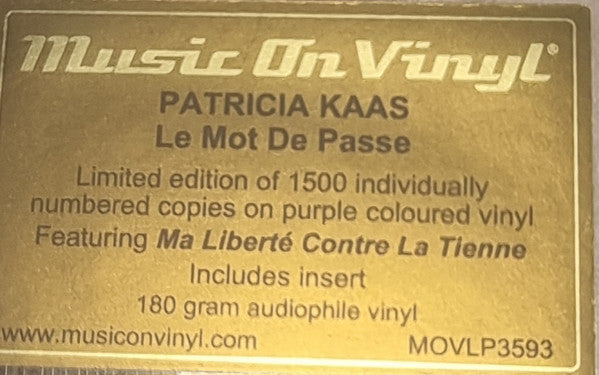 Music On Vinyl®
PATRICIA KAAS
Le Mot De Passe
Limited edition of 1500 individually
numbered copies on purple coloured vinyl
Featuring Ma Liberté Contre La Tienne
Includes insert
180 gram audiophile vinyl
www.musiconvinyl.com MOVLP3593